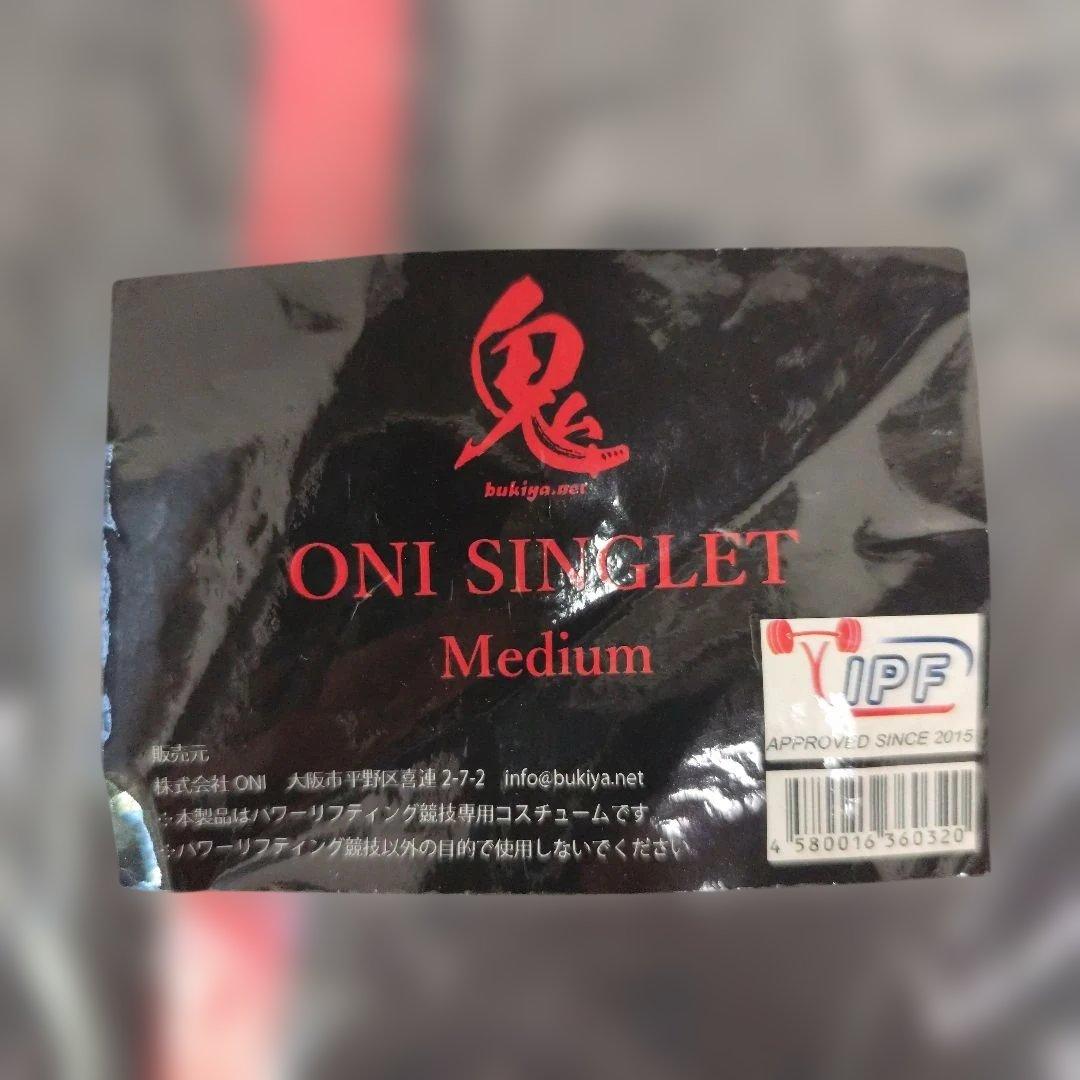 鬼
bukiya.net
ONI SINGLET
Medium
IPF
APPROVED SINCE 2015
販売元
株式会社 ONI 大阪市平野区喜連 2-7-2 info@bukiya.net
※本製品はパワーリフティング競技専用コスチュームです。
※パワーリフティング競技以外の目的で使用しないでください
4 580016 360320